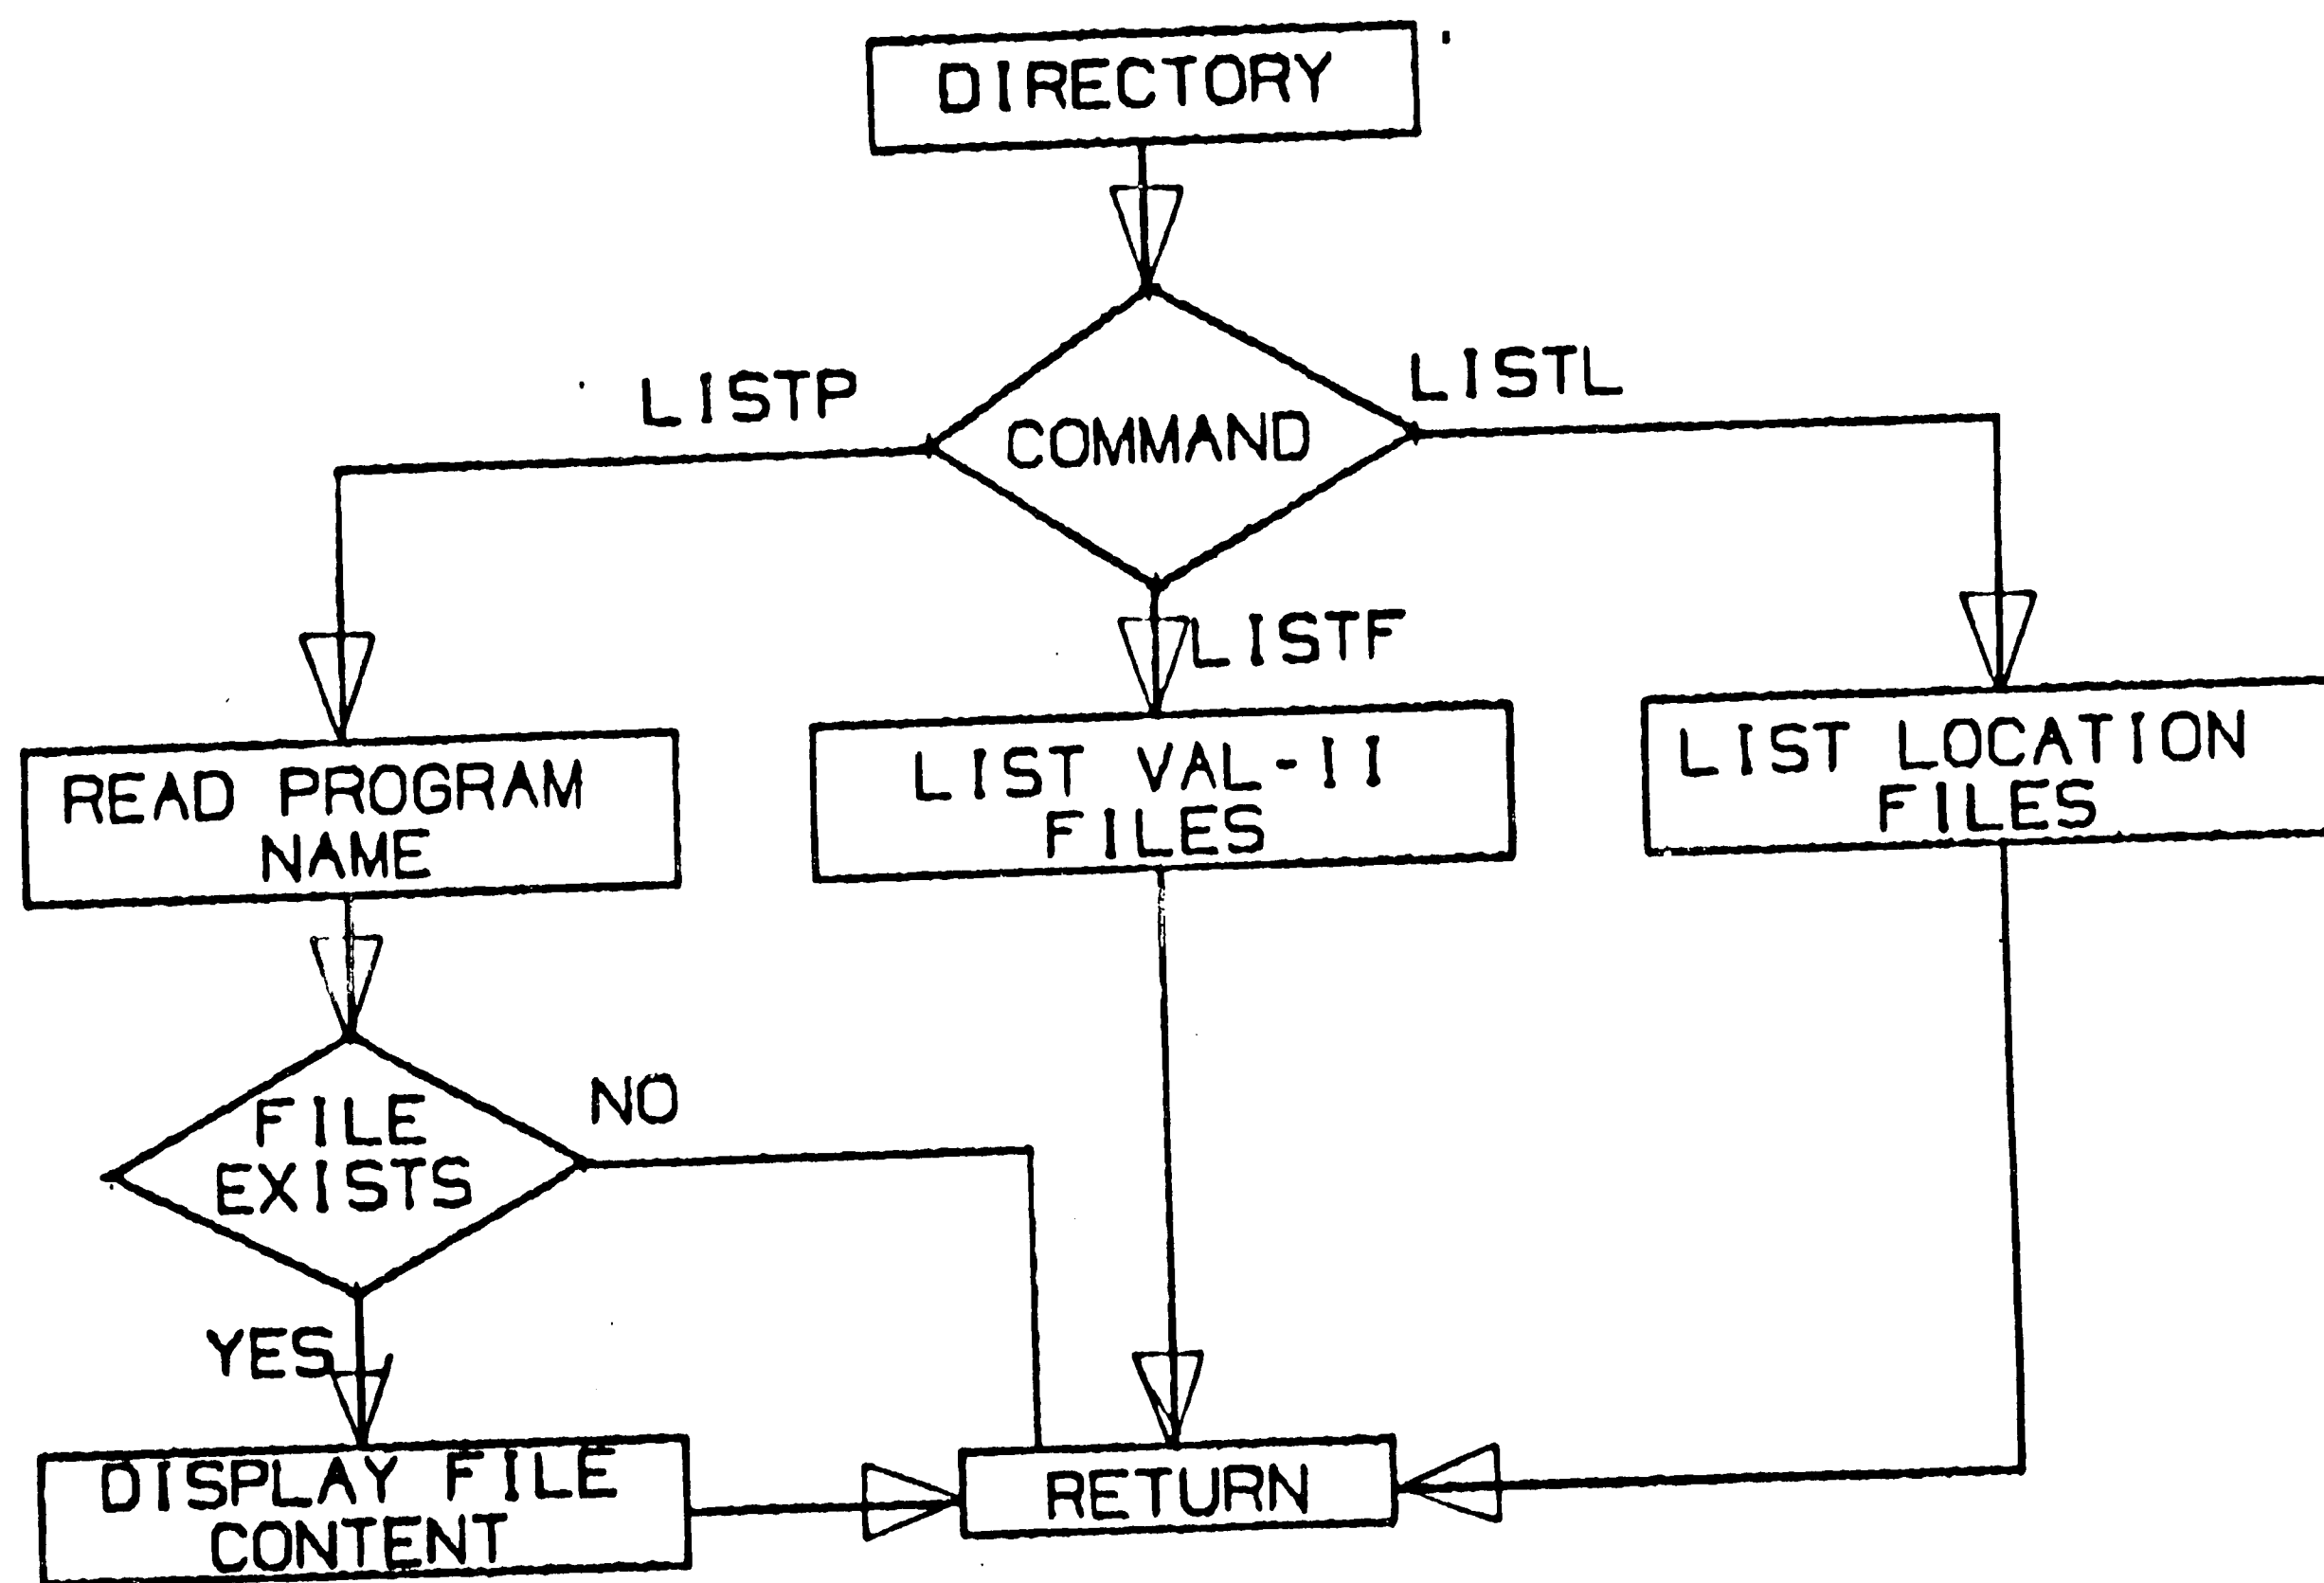 DIRECTORY
LISTP
LISTL
COMMAND
LISTF
READ PROGRAM
NAME
LIST VAL-II
FILES
LIST LOCATION
FILES
FILE
EXISTS
NO
YES
DISPLAY FILE
CONTENT
RETURN